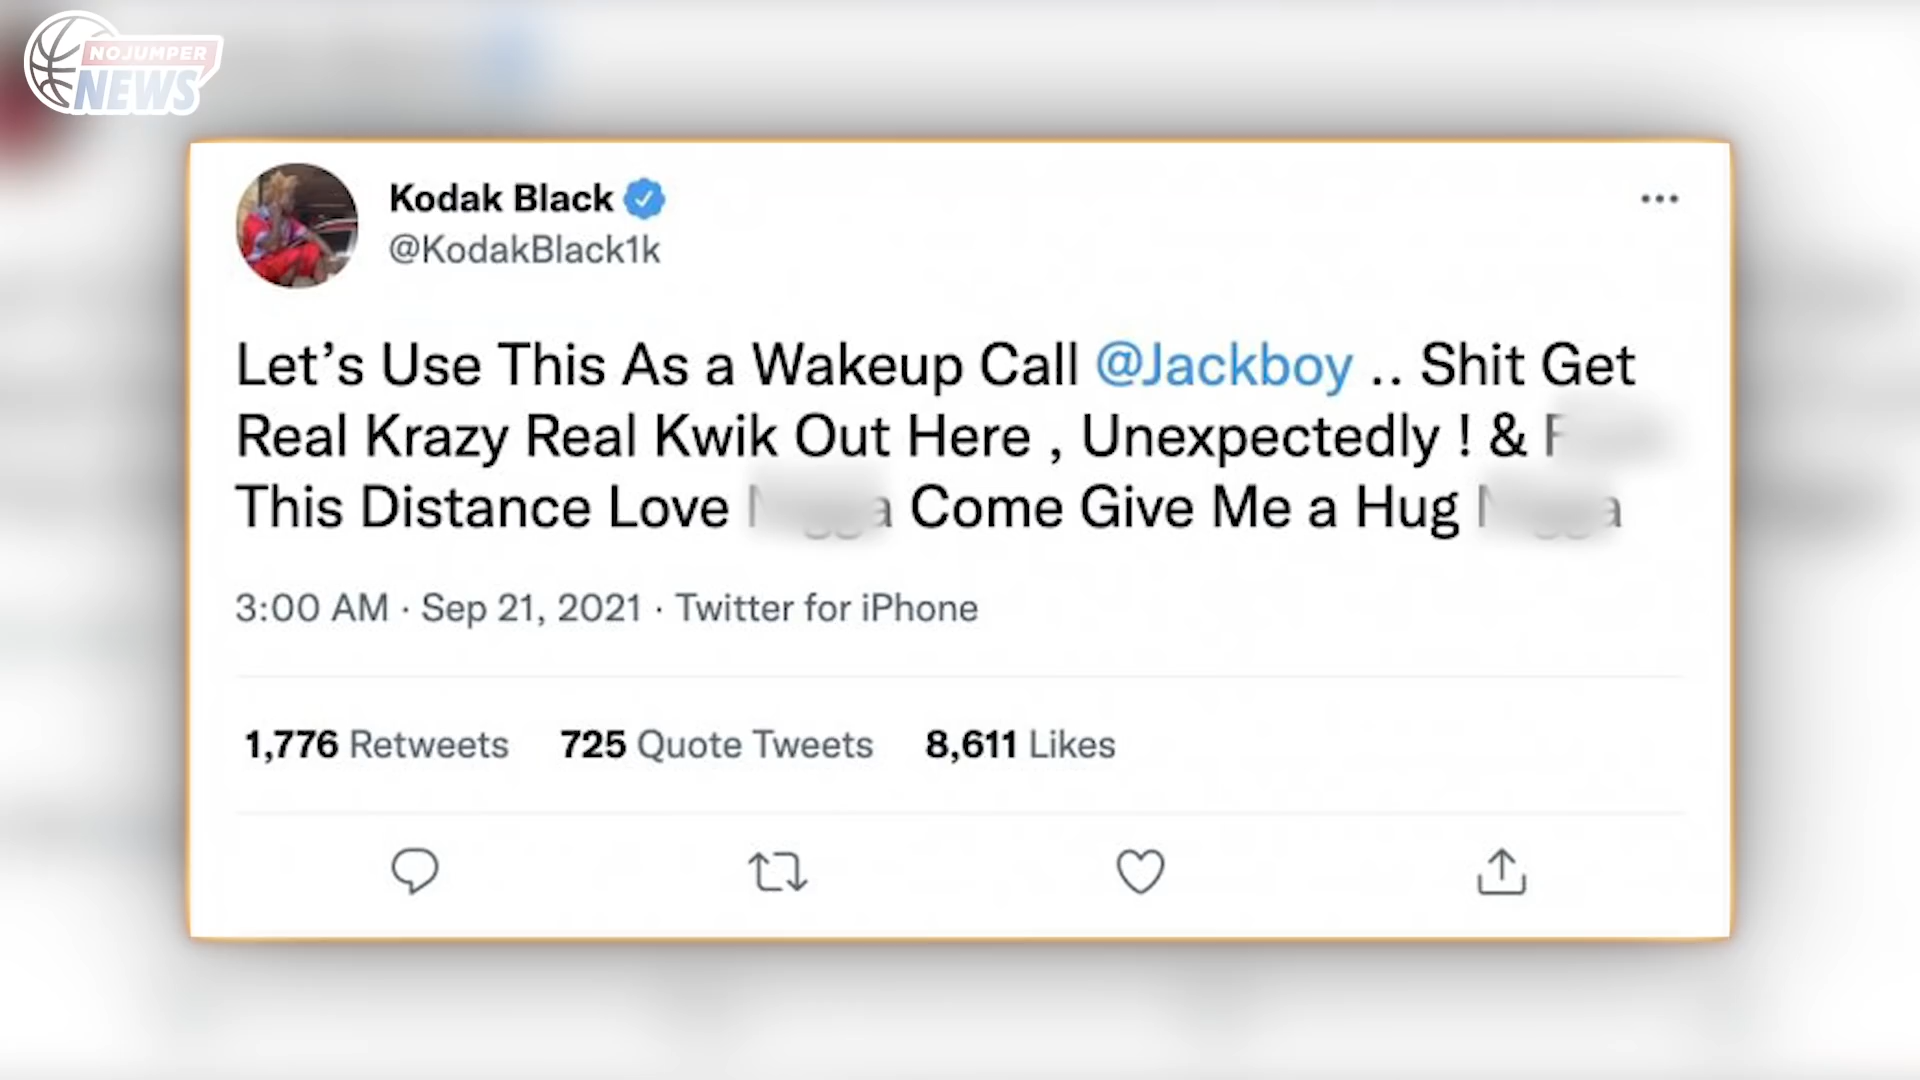 NOJUMPER
NEWS
Kodak Black
@KodakBlack1k
Let’s Use This As a Wakeup Call @Jackboy .. Shit Get
Real Krazy Real Kwik Out Here , Unexpectedly ! &
This Distance Love Come Give Me a Hug
3:00 AM · Sep 21, 2021 · Twitter for iPhone
1,776 Retweets 725 Quote Tweets 8,611 Likes